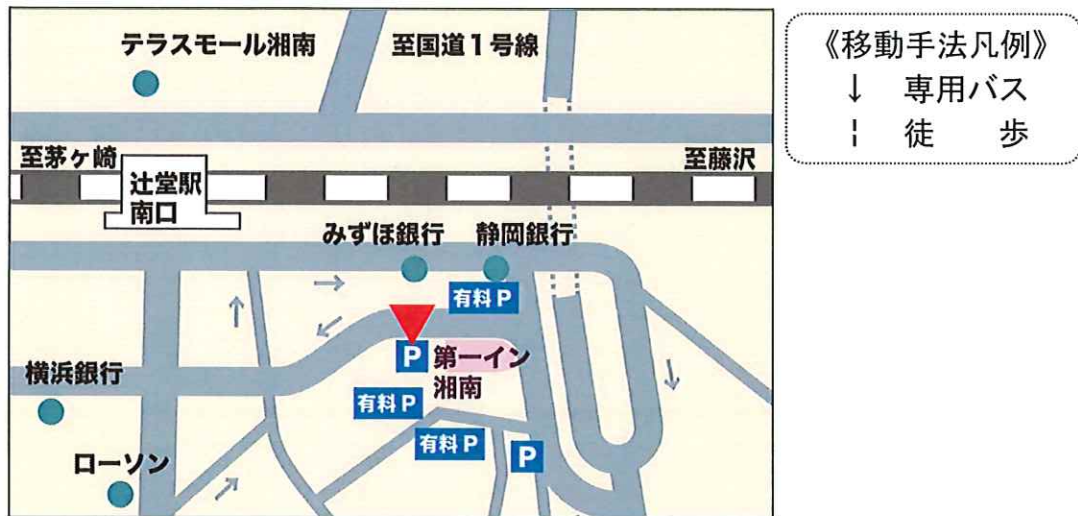 テラスモール湘南
至国道1号線
至茅ヶ崎
至藤沢
辻堂駅
南口
みずほ銀行
静岡銀行
有料 P
P
第一イン
湘南
横浜銀行
有料 P
有料 P
P
ローソン
《移動手法凡例》
↓ 専用バス
¦ 徒 歩